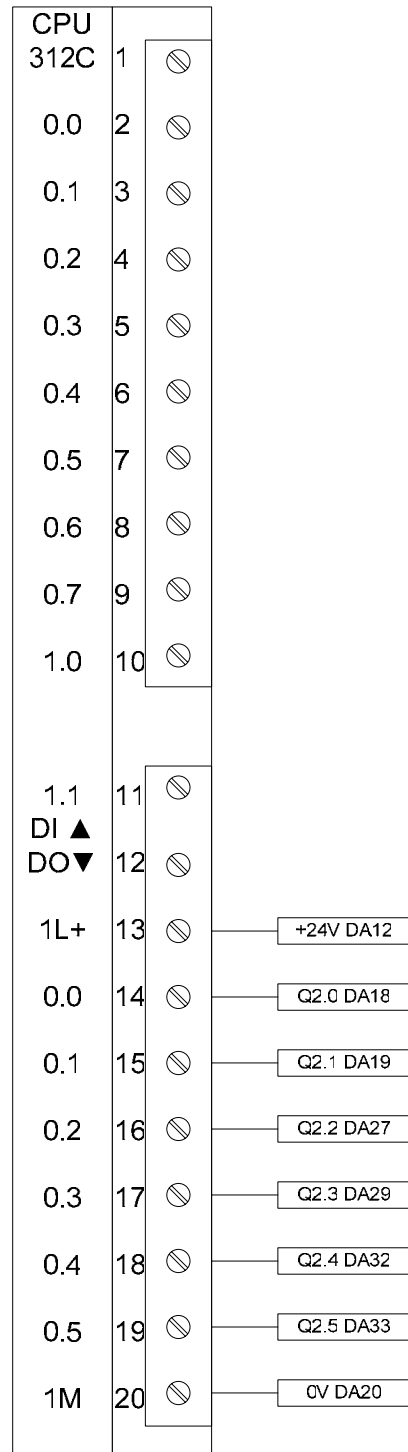 CPU
312C 1
0.0 2
0.1 3
0.2 4
0.3 5
0.4 6
0.5 7
0.6 8
0.7 9
1.0 10
1.1 11
DI ▲
DO▼ 12
1L+ 13 +24V DA12
0.0 14 Q2.0 DA18
0.1 15 Q2.1 DA19
0.2 16 Q2.2 DA27
0.3 17 Q2.3 DA29
0.4 18 Q2.4 DA32
0.5 19 Q2.5 DA33
1M 20 0V DA20